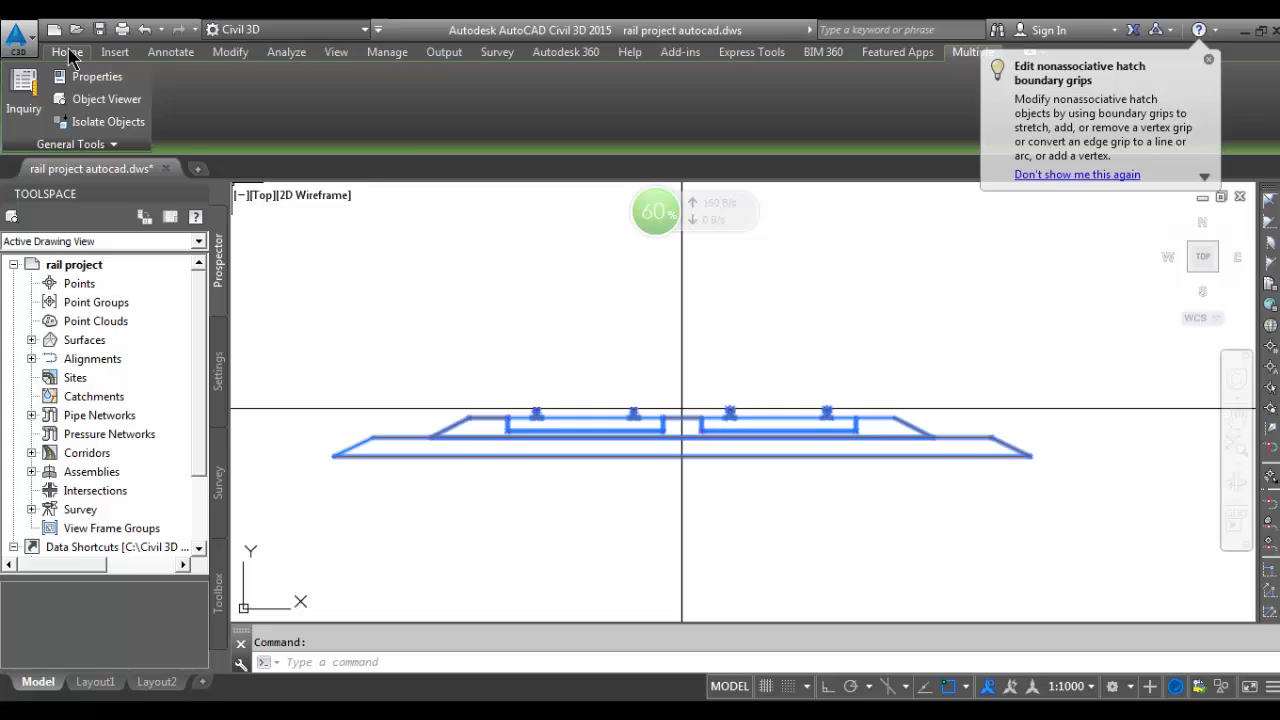 Civil 3D
Autodesk AutoCAD Civil 3D 2015 rail project autocad.dws
Type a keyword or phrase
Sign In
C3D
Home Insert Annotate Modify Analyze View Manage Output Survey Autodesk 360 Help Add-ins Express Tools BIM 360 Featured Apps
Inquiry
Properties
Object Viewer
Isolate Objects
General Tools
Edit nonassociative hatch
boundary grips
Modify nonassociative hatch
objects by using boundary grips to
stretch, add, or remove a vertex grip
or convert an edge grip to a line or
arc, or add a vertex.
Don't show me this again
rail project autocad.dws*
TOOLSPACE
Active Drawing View
rail project
Points
Point Groups
Point Clouds
Surfaces
Alignments
Sites
Catchments
Pipe Networks
Pressure Networks
Corridors
Assemblies
Intersections
Survey
View Frame Groups
Data Shortcuts [C:\Civil 3D ...
Prospector
Settings
Survey
Toolbox
[−][Top][2D Wireframe]
60%
0 B/s
N
W TOP E
S
WCS
Y
X
Command:
Type a command
Model Layout1 Layout2
MODEL
1:1000